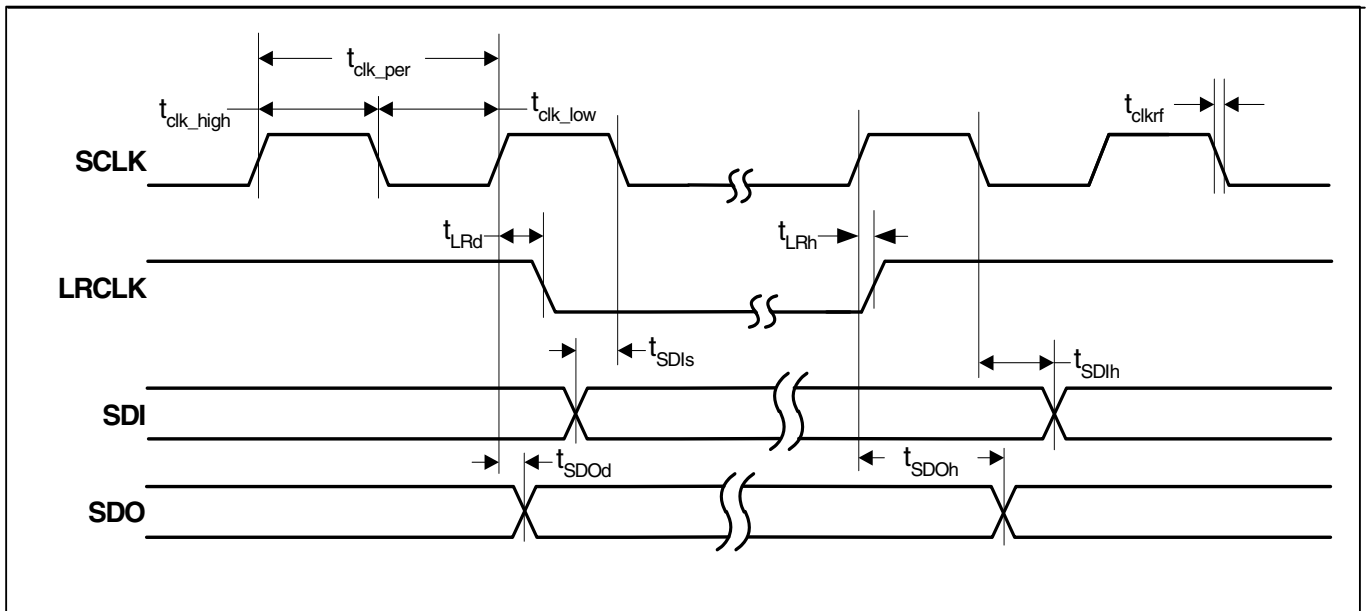 t_clk_per
t_clk_high
t_clk_low
t_clkrf
SCLK
t_LRd
t_LRh
LRCLK
t_SDIs
t_SDIh
SDI
t_SDOd
t_SDOh
SDO